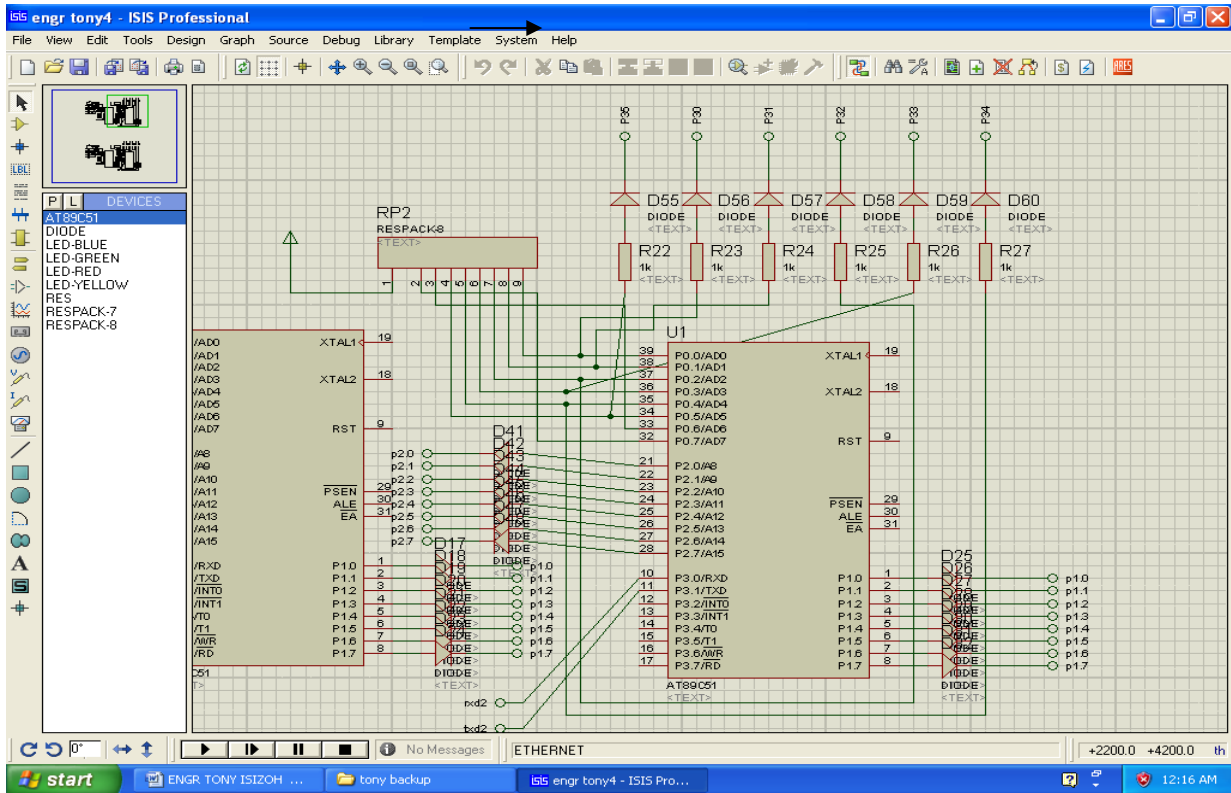 isis engr tony4 - ISIS Professional
File View Edit Tools Design Graph Source Debug Library Template System Help
LBL
ARES
P L DEVICES
AT89C51
DIODE
LED-BLUE
LED-GREEN
LED-RED
LED-YELLOW
RES
RESPACK-7
RESPACK-8
P35 P30 P31 P32 P33 P34
D55 D56 D57 D58 D59 D60
DIODE DIODE DIODE DIODE DIODE DIODE
<TEXT> <TEXT> <TEXT> <TEXT> <TEXT> <TEXT>
RP2
RESPACK-8
<TEXT>
R22 R23 R24 R25 R26 R27
1k 1k 1k 1k 1k 1k
<TEXT> <TEXT> <TEXT> <TEXT> <TEXT> <TEXT>
1 2 3 4 5 6 7 8 9
/AD0 XTAL1 19
/AD1
/AD2
/AD3 XTAL2 18
/AD4
/AD5
/AD6
/AD7 RST 9
/A8
/A9
/A10
/A11 PSEN 29
/A12 ALE 30
/A13 EA 31
/A14
/A15
/RXD P1.0 1
/TXD P1.1 2
/INT0 P1.2 3
/INT1 P1.3 4
/T0 P1.4 5
/T1 P1.5 6
/WR P1.6 7
/RD P1.7 8
C51
D17
D18
DIODE
<TEXT>
p1.0
p1.1
p1.2
p1.3
p1.4
p1.5
p1.6
p1.7
p2.0
p2.1
p2.2
p2.3
p2.4
p2.5
p2.6
p2.7
D41
D42
DIODE
rxd2
txd2
U1
39 P0.0/AD0 XTAL1 19
38 P0.1/AD1
37 P0.2/AD2
36 P0.3/AD3 XTAL2 18
35 P0.4/AD4
34 P0.5/AD5
33 P0.6/AD6
32 P0.7/AD7 RST 9
21 P2.0/A8
22 P2.1/A9
23 P2.2/A10
24 P2.3/A11 PSEN 29
25 P2.4/A12 ALE 30
26 P2.5/A13 EA 31
27 P2.6/A14
28 P2.7/A15
10 P3.0/RXD P1.0 1
11 P3.1/TXD P1.1 2
12 P3.2/INT0 P1.2 3
13 P3.3/INT1 P1.3 4
14 P3.4/T0 P1.4 5
15 P3.5/T1 P1.5 6
16 P3.6/WR P1.6 7
17 P3.7/RD P1.7 8
AT89C51
<TEXT>
D25
D26
DIODE
<TEXT>
p1.0
p1.1
p1.2
p1.3
p1.4
p1.5
p1.6
p1.7
0° No Messages ETHERNET +2200.0 +4200.0 th
start ENGR TONY ISIZOH ... tony backup isis engr tony4 - ISIS Pro... 12:16 AM